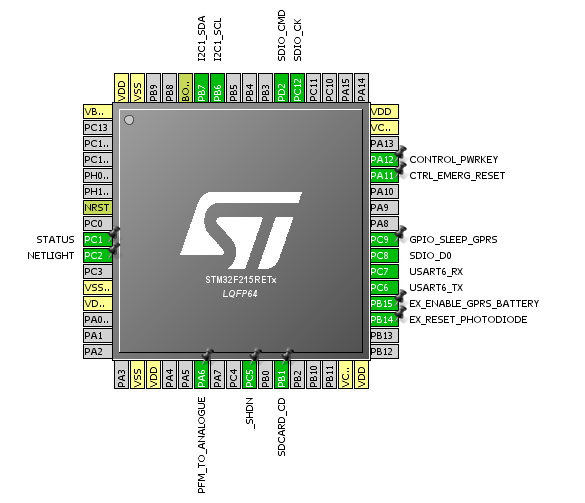 I2C1_SDA
I2C1_SCL
SDIO_CMD
SDIO_CK
VDD
VSS
PB9
PB8
BO..
PB7
PB6
PB5
PB4
PB3
PD2
PC12
PC11
PC10
PA15
PA14
VB..
PC13
PC1..
PC1..
PH0..
PH1..
NRST
PC0
STATUS PC1
NETLIGHT PC2
PC3
VSS..
VD..
PA0..
PA1
PA2
ST
STM32F215RETx
LQFP64
VDD
VC..
PA13
PA12 CONTROL_PWRKEY
PA11 CTRL_EMERG_RESET
PA10
PA9
PA8
PC9 GPIO_SLEEP_GPRS
PC8 SDIO_D0
PC7 USART6_RX
PC6 USART6_TX
PB15 EX_ENABLE_GPRS_BATTERY
PB14 EX_RESET_PHOTODIODE
PB13
PB12
PA3
VSS
VDD
PA4
PA5
PA6
PA7
PC4
PC5
PB0
PB1
PB2
PB10
PB11
VC..
VDD
PFM_TO_ANALOGUE
_SHDN
SDCARD_CD